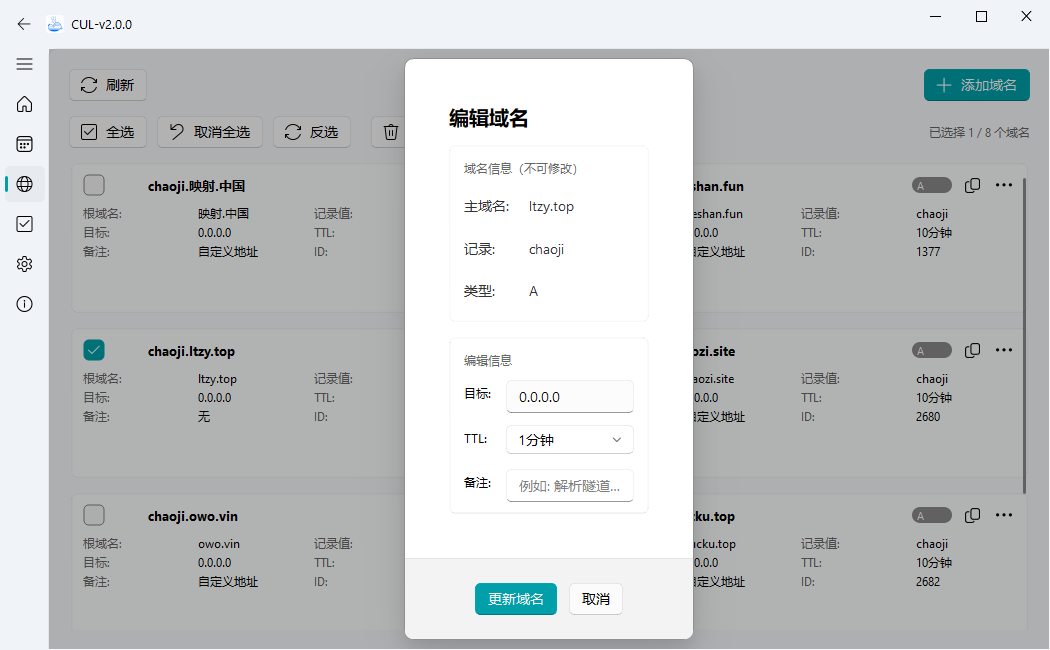 CUL-v2.0.0
刷新
添加域名
全选
取消全选
反选
已选择 1 / 8 个域名
chaoji.映射.中国
根域名: 映射.中国 记录值:
目标: 0.0.0.0 TTL:
备注: 自定义地址 ID:
shan.fun
A
eshan.fun 记录值: chaoji
0.0.0 TTL: 10分钟
定义地址 ID: 1377
chaoji.ltzy.top
根域名: ltzy.top 记录值:
目标: 0.0.0.0 TTL:
备注: 无 ID:
ozi.site
A
aozi.site 记录值: chaoji
0.0.0 TTL: 10分钟
定义地址 ID: 2680
chaoji.owo.vin
根域名: owo.vin 记录值:
目标: 0.0.0.0 TTL:
备注: 自定义地址 ID:
cku.top
A
cku.top 记录值: chaoji
0.0.0 TTL: 10分钟
定义地址 ID: 2682
编辑域名
域名信息（不可修改）
主域名: ltzy.top
记录: chaoji
类型: A
编辑信息
目标: 0.0.0.0
TTL: 1分钟
备注: 例如: 解析隧道...
更新域名
取消